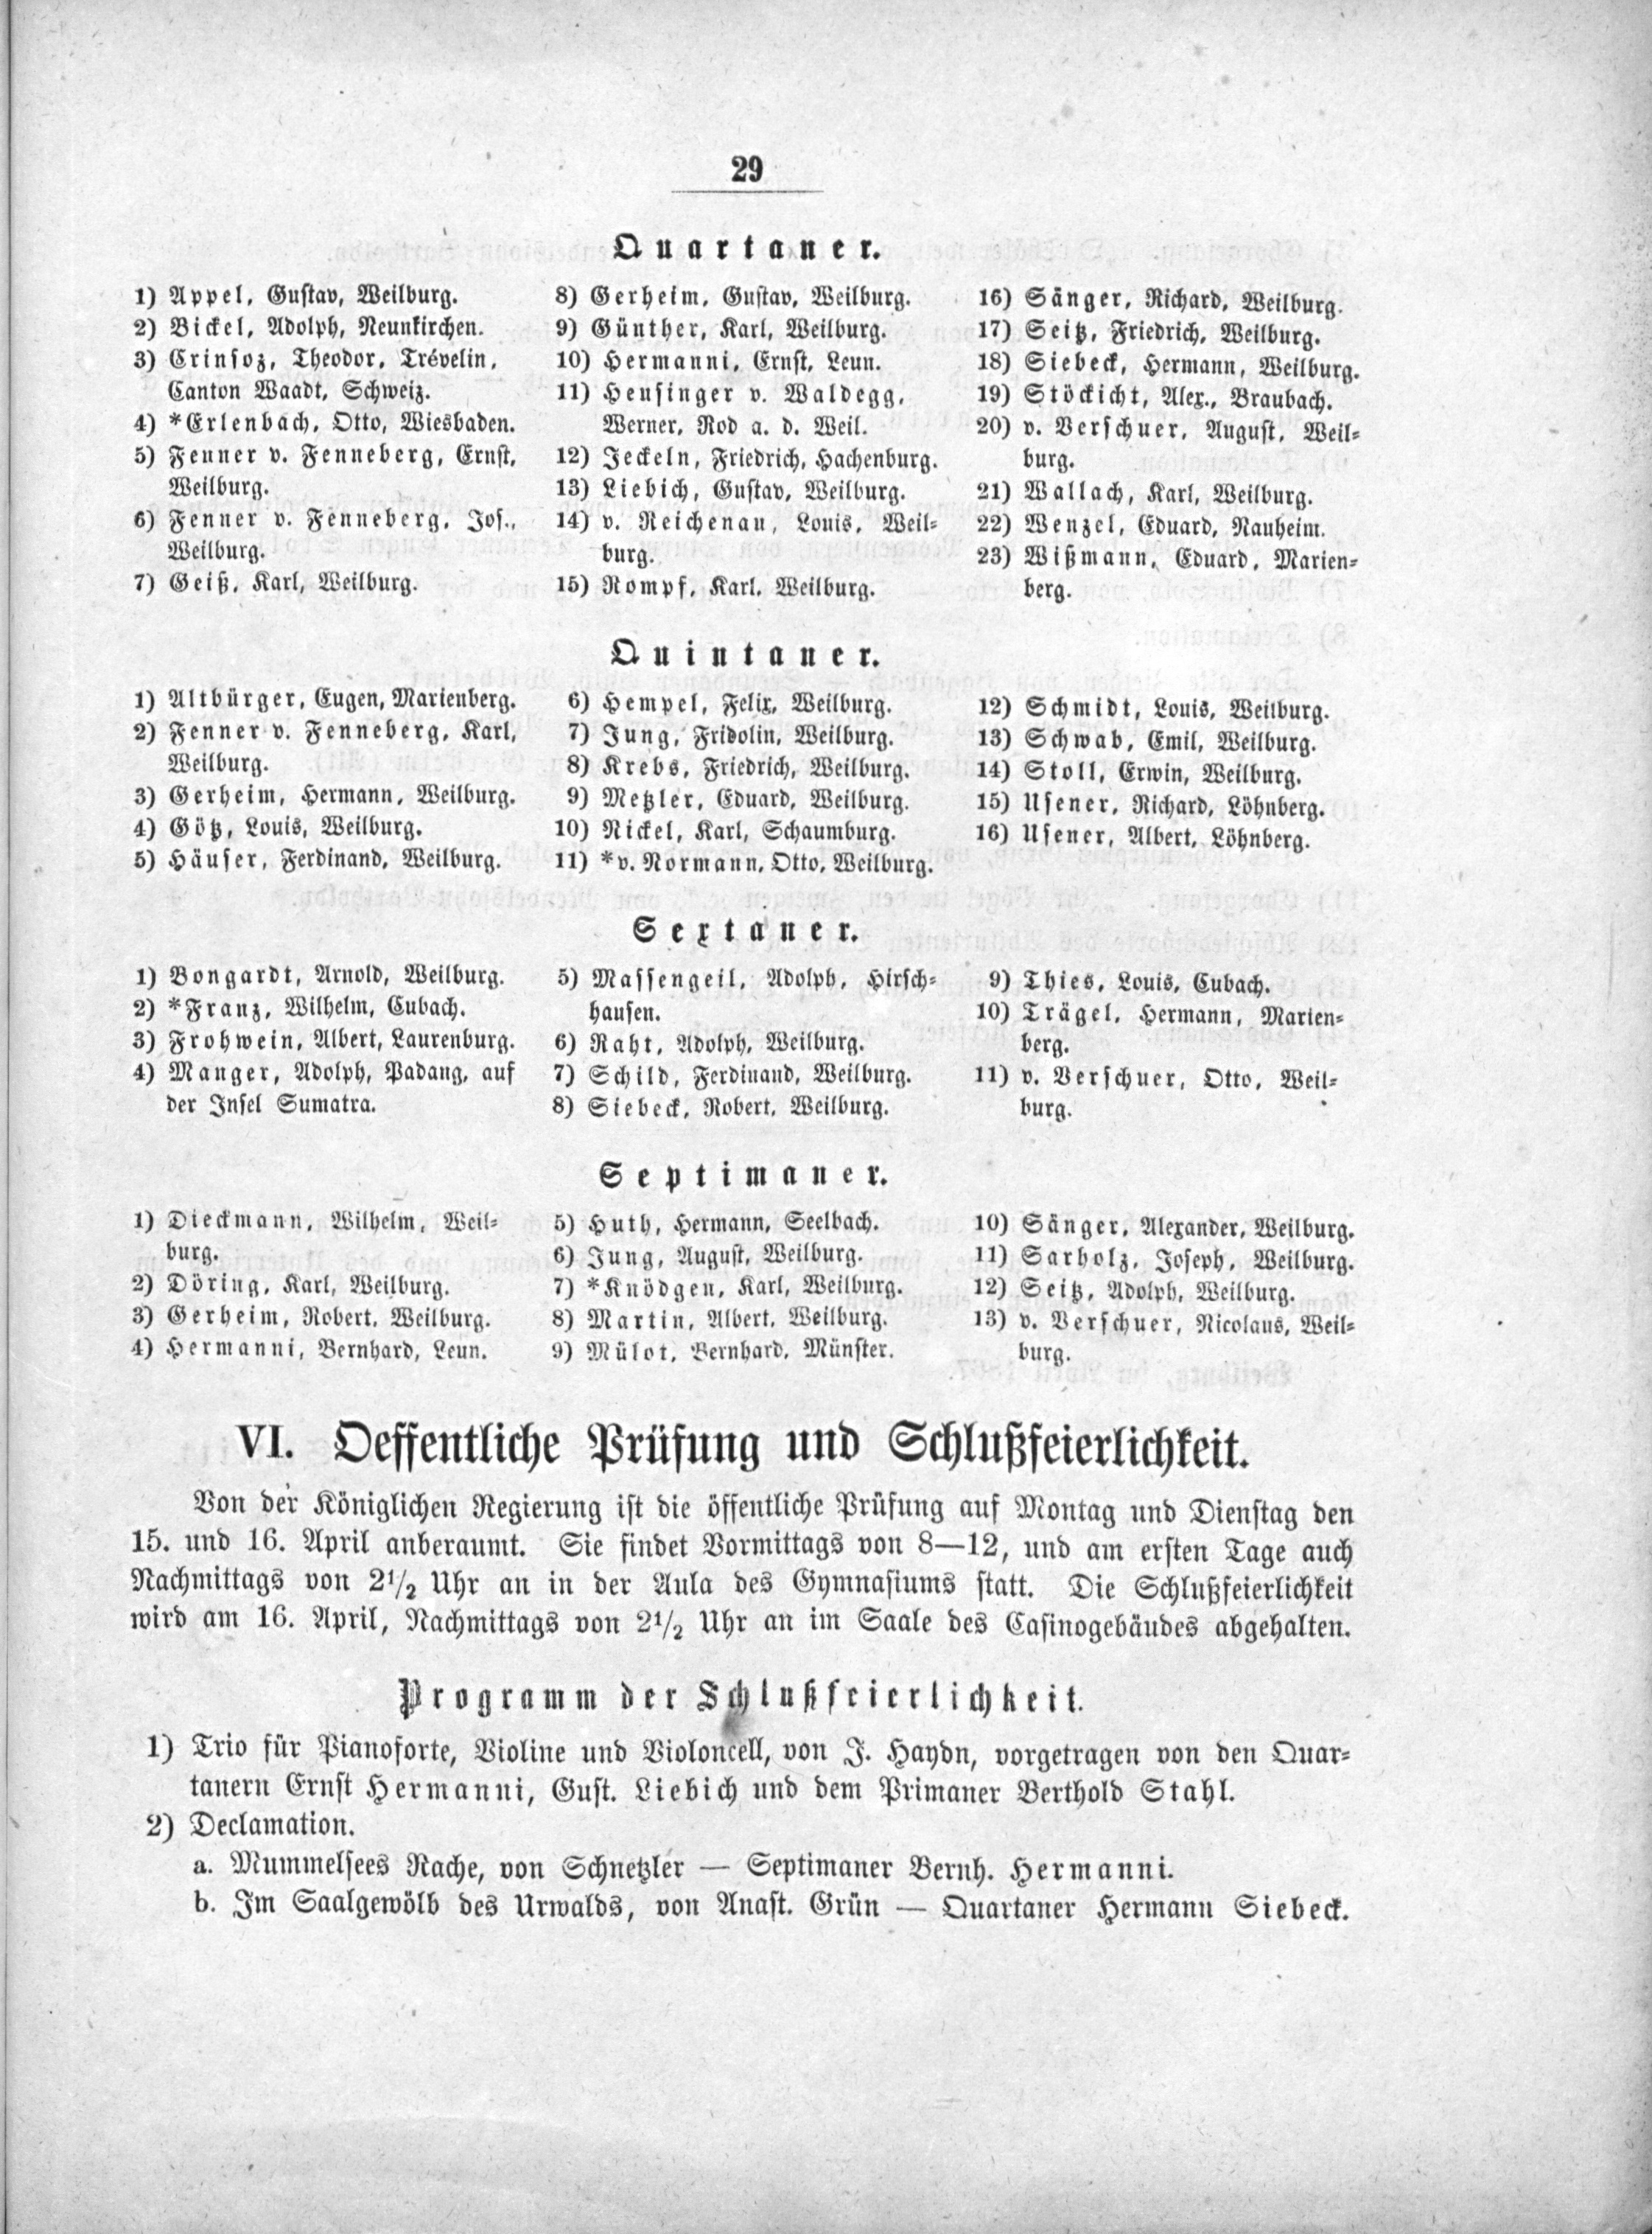 29
Quartaner.
1) Appel, Gustav, Weilburg.
2) Bickel, Adolph, Neunkirchen.
3) Crinsoz, Theodor, Trévelin,
Canton Waadt, Schweiz.
4) *Erlenbach, Otto, Wiesbaden.
5) Fenner v. Fenneberg, Ernst,
Weilburg.
6) Fenner v. Fenneberg, Jos.,
Weilburg.
7) Geiß, Karl, Weilburg.
8) Gerheim, Gustav, Weilburg.
9) Günther, Karl, Weilburg.
10) Hermanni, Ernst, Leun.
11) Heusinger v. Waldegg,
Werner, Rod a. d. Weil.
12) Jeckeln, Friedrich, Hachenburg.
13) Liebich, Gustav, Weilburg.
14) v. Reichenau, Louis, Weil-
burg.
15) Rompf, Karl, Weilburg.
16) Sänger, Richard, Weilburg.
17) Seitz, Friedrich, Weilburg.
18) Siebeck, Hermann, Weilburg.
19) Stöckicht, Alex., Braubach.
20) v. Verschuer, August, Weil-
burg.
21) Wallach, Karl, Weilburg.
22) Wenzel, Eduard, Nauheim.
23) Wißmann, Eduard, Marien-
berg.
Quintaner.
1) Altbürger, Eugen, Marienberg.
2) Fenner v. Fenneberg, Karl,
Weilburg.
3) Gerheim, Hermann, Weilburg.
4) Götz, Louis, Weilburg.
5) Häuser, Ferdinand, Weilburg.
6) Hempel, Felix, Weilburg.
7) Jung, Fridolin, Weilburg.
8) Krebs, Friedrich, Weilburg.
9) Metzler, Eduard, Weilburg.
10) Nickel, Karl, Schaumburg.
11) *v. Normann, Otto, Weilburg.
12) Schmidt, Louis, Weilburg.
13) Schwab, Emil, Weilburg.
14) Stoll, Erwin, Weilburg.
15) Usener, Richard, Löhnberg.
16) Usener, Albert, Löhnberg.
Sextaner.
1) Bongardt, Arnold, Weilburg.
2) *Franz, Wilhelm, Cubach.
3) Frohwein, Albert, Laurenburg.
4) Manger, Adolph, Padang, auf
der Insel Sumatra.
5) Massengeil, Adolph, Hirsch-
hausen.
6) Raht, Adolph, Weilburg.
7) Schild, Ferdinand, Weilburg.
8) Siebeck, Robert, Weilburg.
9) Thies, Louis, Cubach.
10) Trägel, Hermann, Marien-
berg.
11) v. Verschuer, Otto, Weil-
burg.
Septimaner.
1) Dieckmann, Wilhelm, Weil-
burg.
2) Döring, Karl, Weilburg.
3) Gerheim, Robert, Weilburg.
4) Hermanni, Bernhard, Leun.
5) Huth, Hermann, Seelbach.
6) Jung, August, Weilburg.
7) *Knödgen, Karl, Weilburg.
8) Martin, Albert, Weilburg.
9) Mülot, Bernhard, Münster.
10) Sänger, Alexander, Weilburg.
11) Sarholz, Joseph, Weilburg.
12) Seitz, Adolph, Weilburg.
13) v. Verschuer, Nicolaus, Weil-
burg.
VI. Oeffentliche Prüfung und Schlußfeierlichkeit.
Von der Königlichen Regierung ist die öffentliche Prüfung auf Montag und Dienstag den
15. und 16. April anberaumt. Sie findet Vormittags von 8—12, und am ersten Tage auch
Nachmittags von 2½ Uhr an in der Aula des Gymnasiums statt. Die Schlußfeierlichkeit
wird am 16. April, Nachmittags von 2½ Uhr an im Saale des Casinogebäudes abgehalten.
Programm der Schlußfeierlichkeit.
1) Trio für Pianoforte, Violine und Violoncell, von J. Haydn, vorgetragen von den Quar-
tanern Ernst Hermanni, Gust. Liebich und dem Primaner Berthold Stahl.
2) Declamation.
a. Mummelsees Rache, von Schnetzler — Septimaner Bernh. Hermanni.
b. Im Saalgewölb des Urwalds, von Anast. Grün — Quartaner Hermann Siebeck.